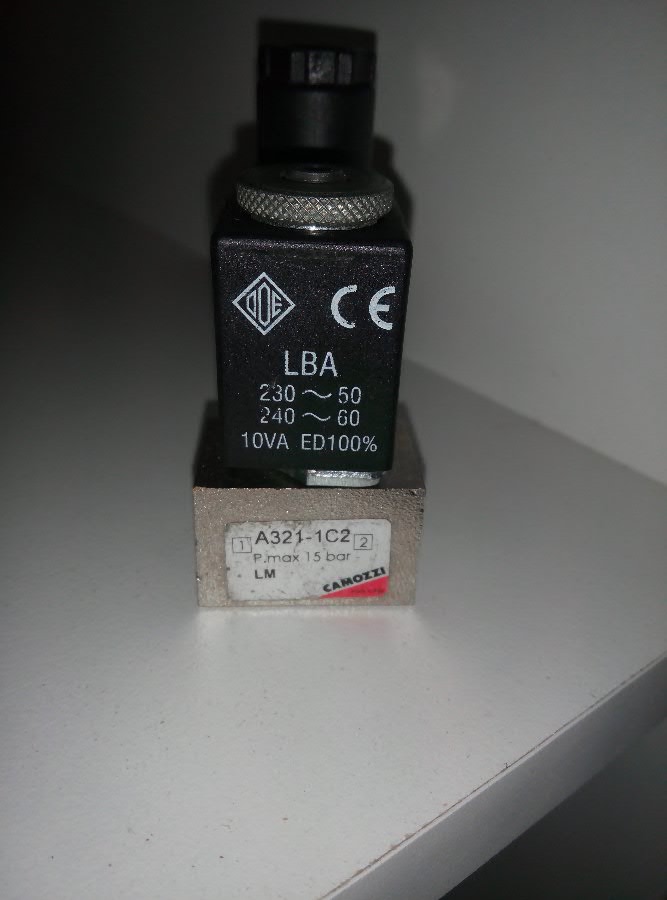 ODE CE
LBA
230 ~ 50
240 ~ 60
10VA ED100%
1 A321-1C2 2
P.max 15 bar
LM
CAMOZZI